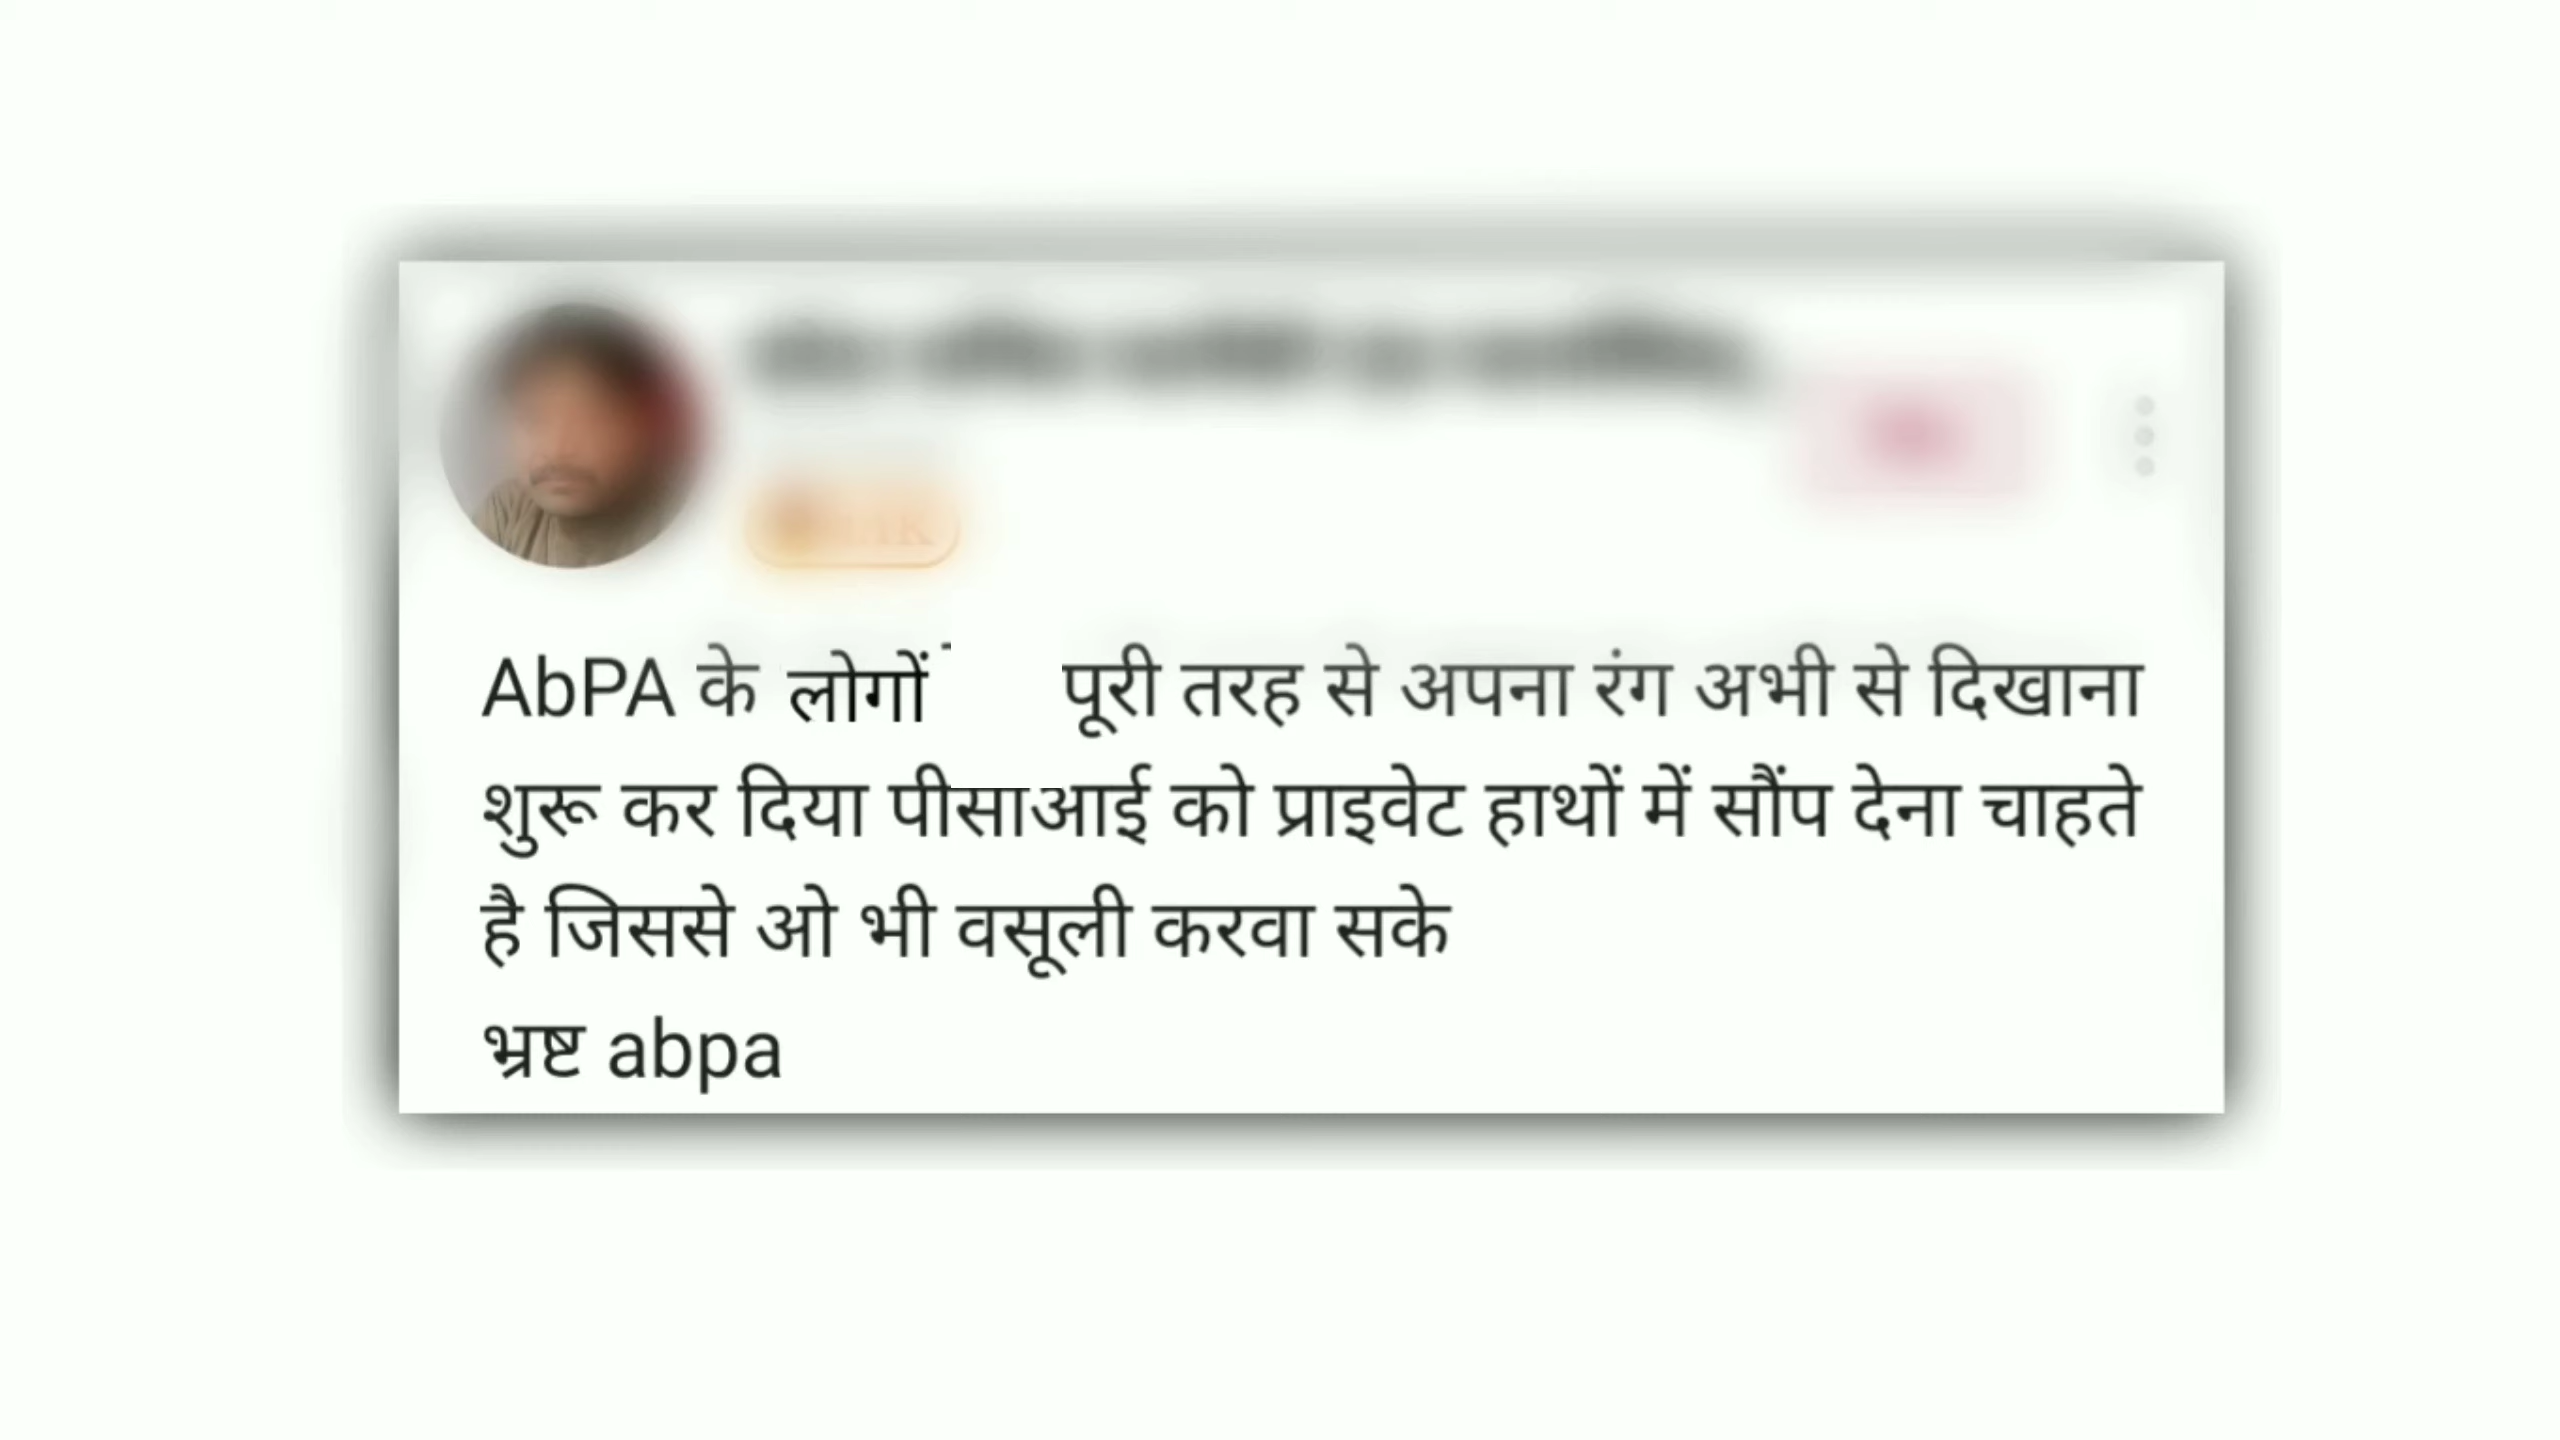 AbPA के लोगों पूरी तरह से अपना रंग अभी से दिखाना
शुरू कर दिया पीसीआई को प्राइवेट हाथों में सौंप देना चाहते
है जिससे ओ भी वसूली करवा सके
भ्रष्ट abpa